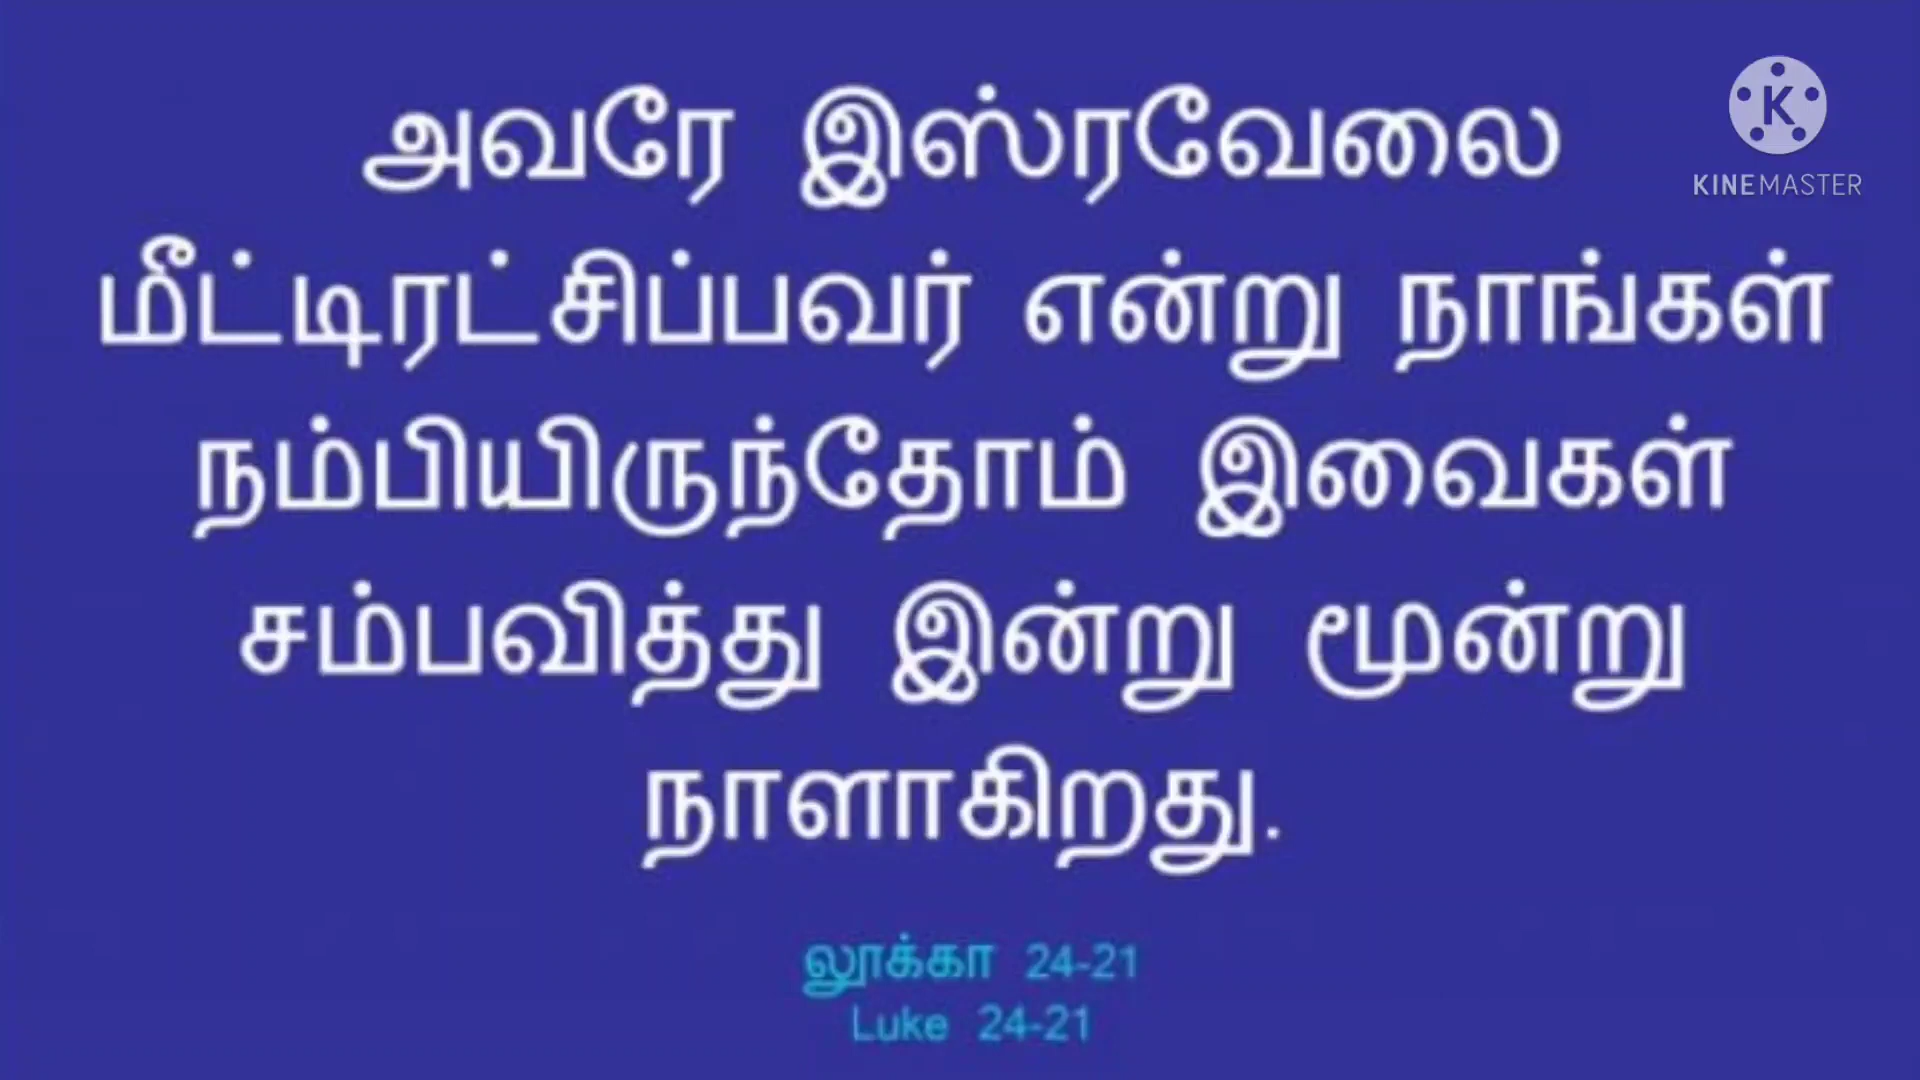 அவரே இஸ்ரவேலை
மீட்டிரட்சிப்பவர் என்று நாங்கள்
நம்பியிருந்தோம் இவைகள்
சம்பவித்து இன்று மூன்று
நாளாகிறது.
லூக்கா 24-21
Luke 24-21
K
KINEMASTER